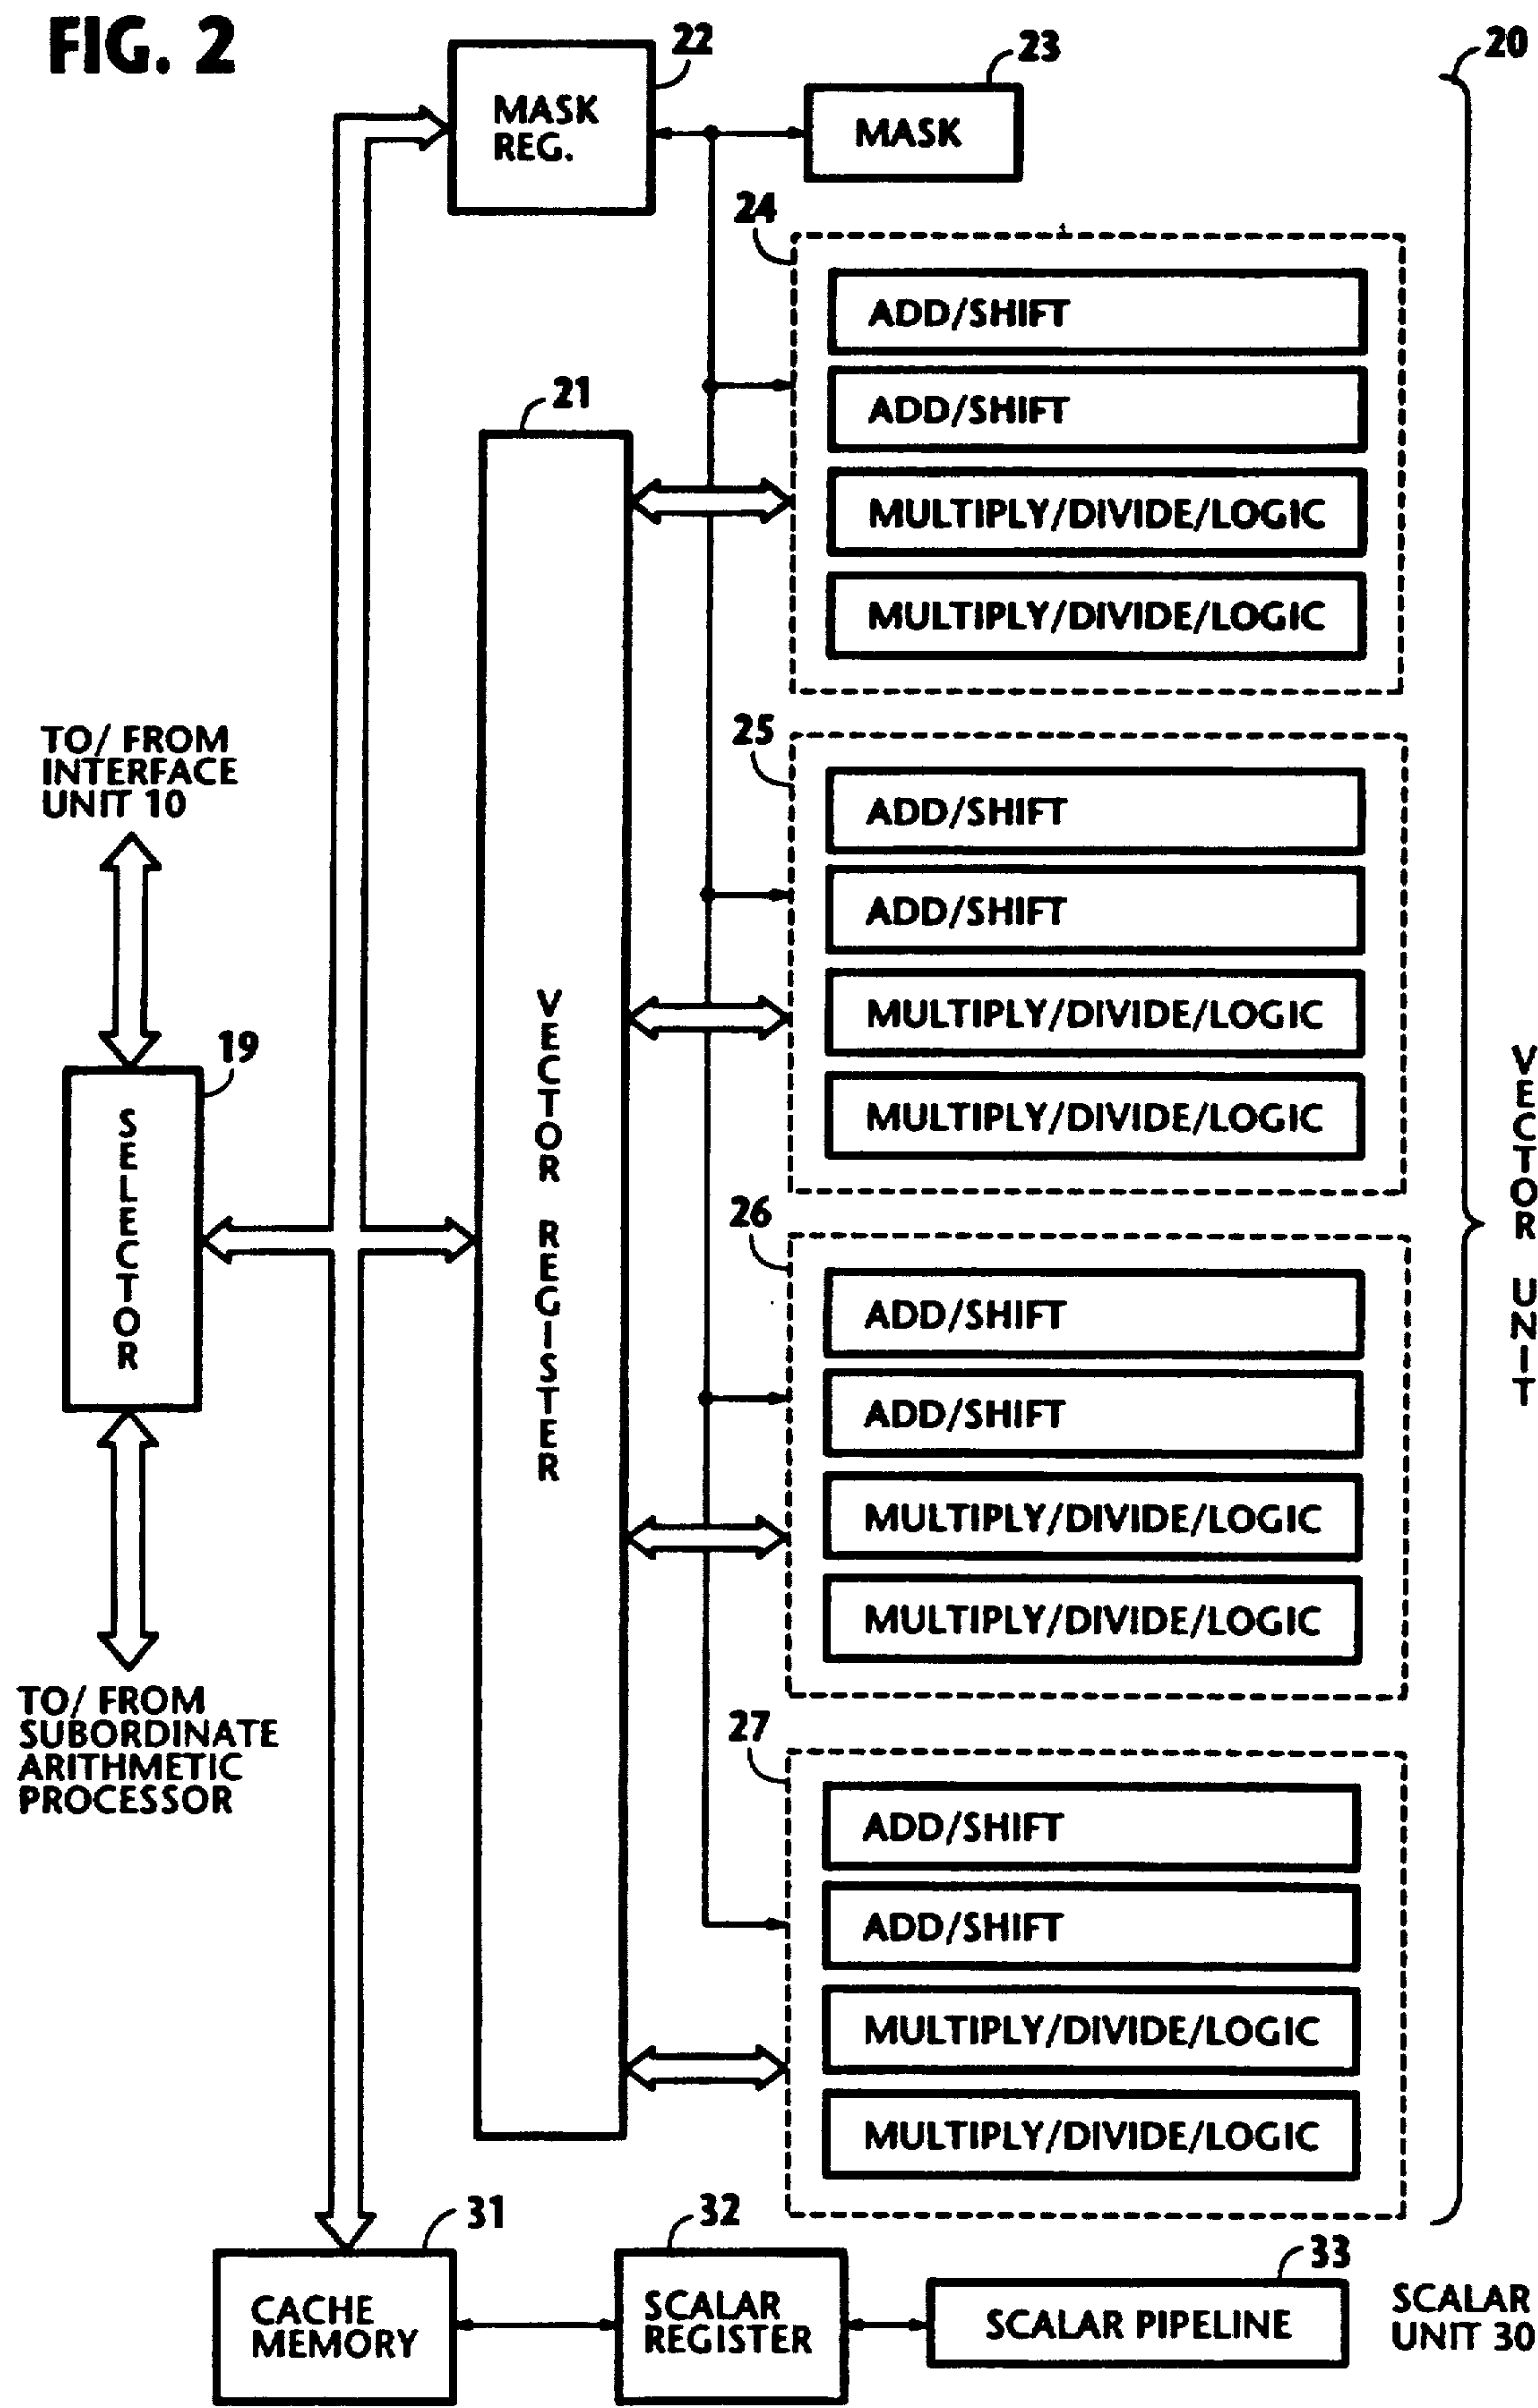 FIG. 2
22
23
20
MASK
REG.
MASK
24
ADD/SHIFT
ADD/SHIFT
MULTIPLY/DIVIDE/LOGIC
MULTIPLY/DIVIDE/LOGIC
21
VECTOR REGISTER
TO/ FROM
INTERFACE
UNIT 10
25
ADD/SHIFT
ADD/SHIFT
MULTIPLY/DIVIDE/LOGIC
MULTIPLY/DIVIDE/LOGIC
19
SELECTOR
VECTOR UNIT
26
ADD/SHIFT
ADD/SHIFT
MULTIPLY/DIVIDE/LOGIC
MULTIPLY/DIVIDE/LOGIC
TO/ FROM
SUBORDINATE
ARITHMETIC
PROCESSOR
27
ADD/SHIFT
ADD/SHIFT
MULTIPLY/DIVIDE/LOGIC
MULTIPLY/DIVIDE/LOGIC
31
CACHE
MEMORY
32
SCALAR
REGISTER
33
SCALAR PIPELINE
SCALAR
UNIT 30